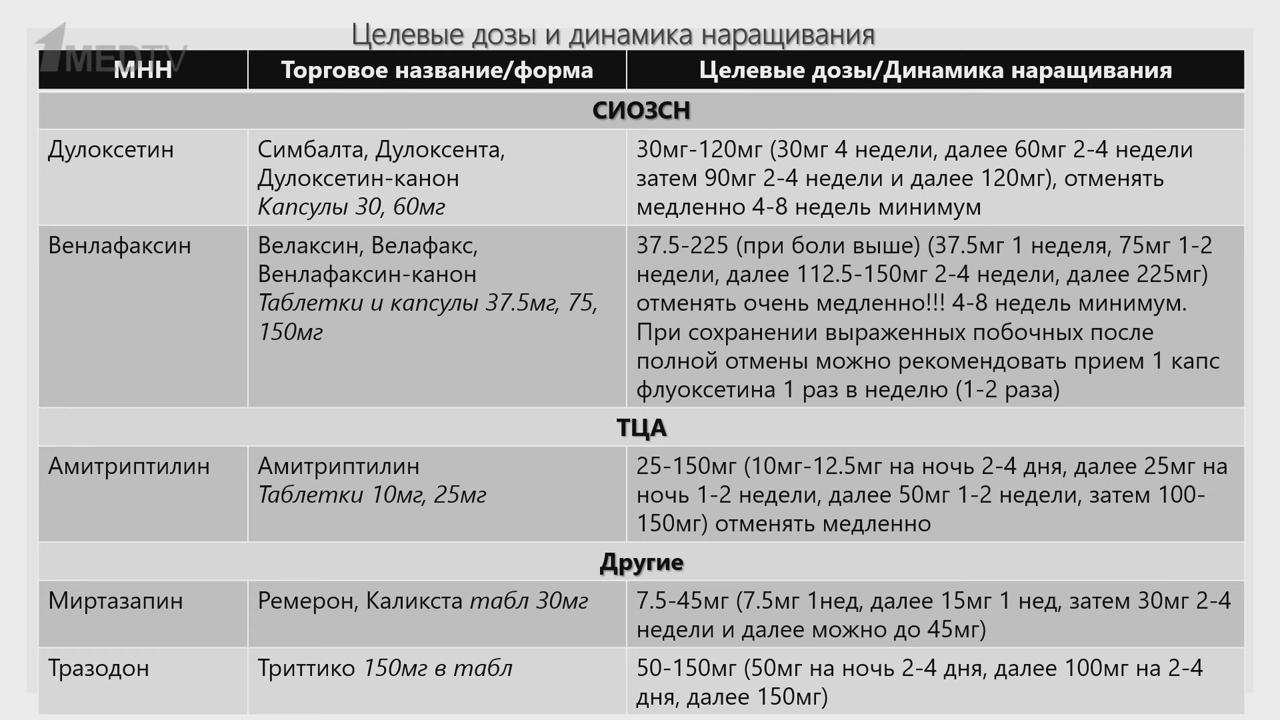 Целевые дозы и динамика наращивания
1MEDTV
МНН
Торговое название/форма
Целевые дозы/Динамика наращивания
СИОЗСН
Дулоксетин
Симбалта, Дулоксента,
Дулоксетин-канон
Капсулы 30, 60мг
30мг-120мг (30мг 4 недели, далее 60мг 2-4 недели
затем 90мг 2-4 недели и далее 120мг), отменять
медленно 4-8 недель минимум
Венлафаксин
Велаксин, Велафакс,
Венлафаксин-канон
Таблетки и капсулы 37.5мг, 75,
150мг
37.5-225 (при боли выше) (37.5мг 1 неделя, 75мг 1-2
недели, далее 112.5-150мг 2-4 недели, далее 225мг)
отменять очень медленно!!! 4-8 недель минимум.
При сохранении выраженных побочных после
полной отмены можно рекомендовать прием 1 капс
флуоксетина 1 раз в неделю (1-2 раза)
ТЦА
Амитриптилин
Амитриптилин
Таблетки 10мг, 25мг
25-150мг (10мг-12.5мг на ночь 2-4 дня, далее 25мг на
ночь 1-2 недели, далее 50мг 1-2 недели, затем 100-
150мг) отменять медленно
Другие
Миртазапин
Ремерон, Каликста табл 30мг
7.5-45мг (7.5мг 1нед, далее 15мг 1 нед, затем 30мг 2-4
недели и далее можно до 45мг)
Тразодон
Триттико 150мг в табл
50-150мг (50мг на ночь 2-4 дня, далее 100мг на 2-4
дня, далее 150мг)